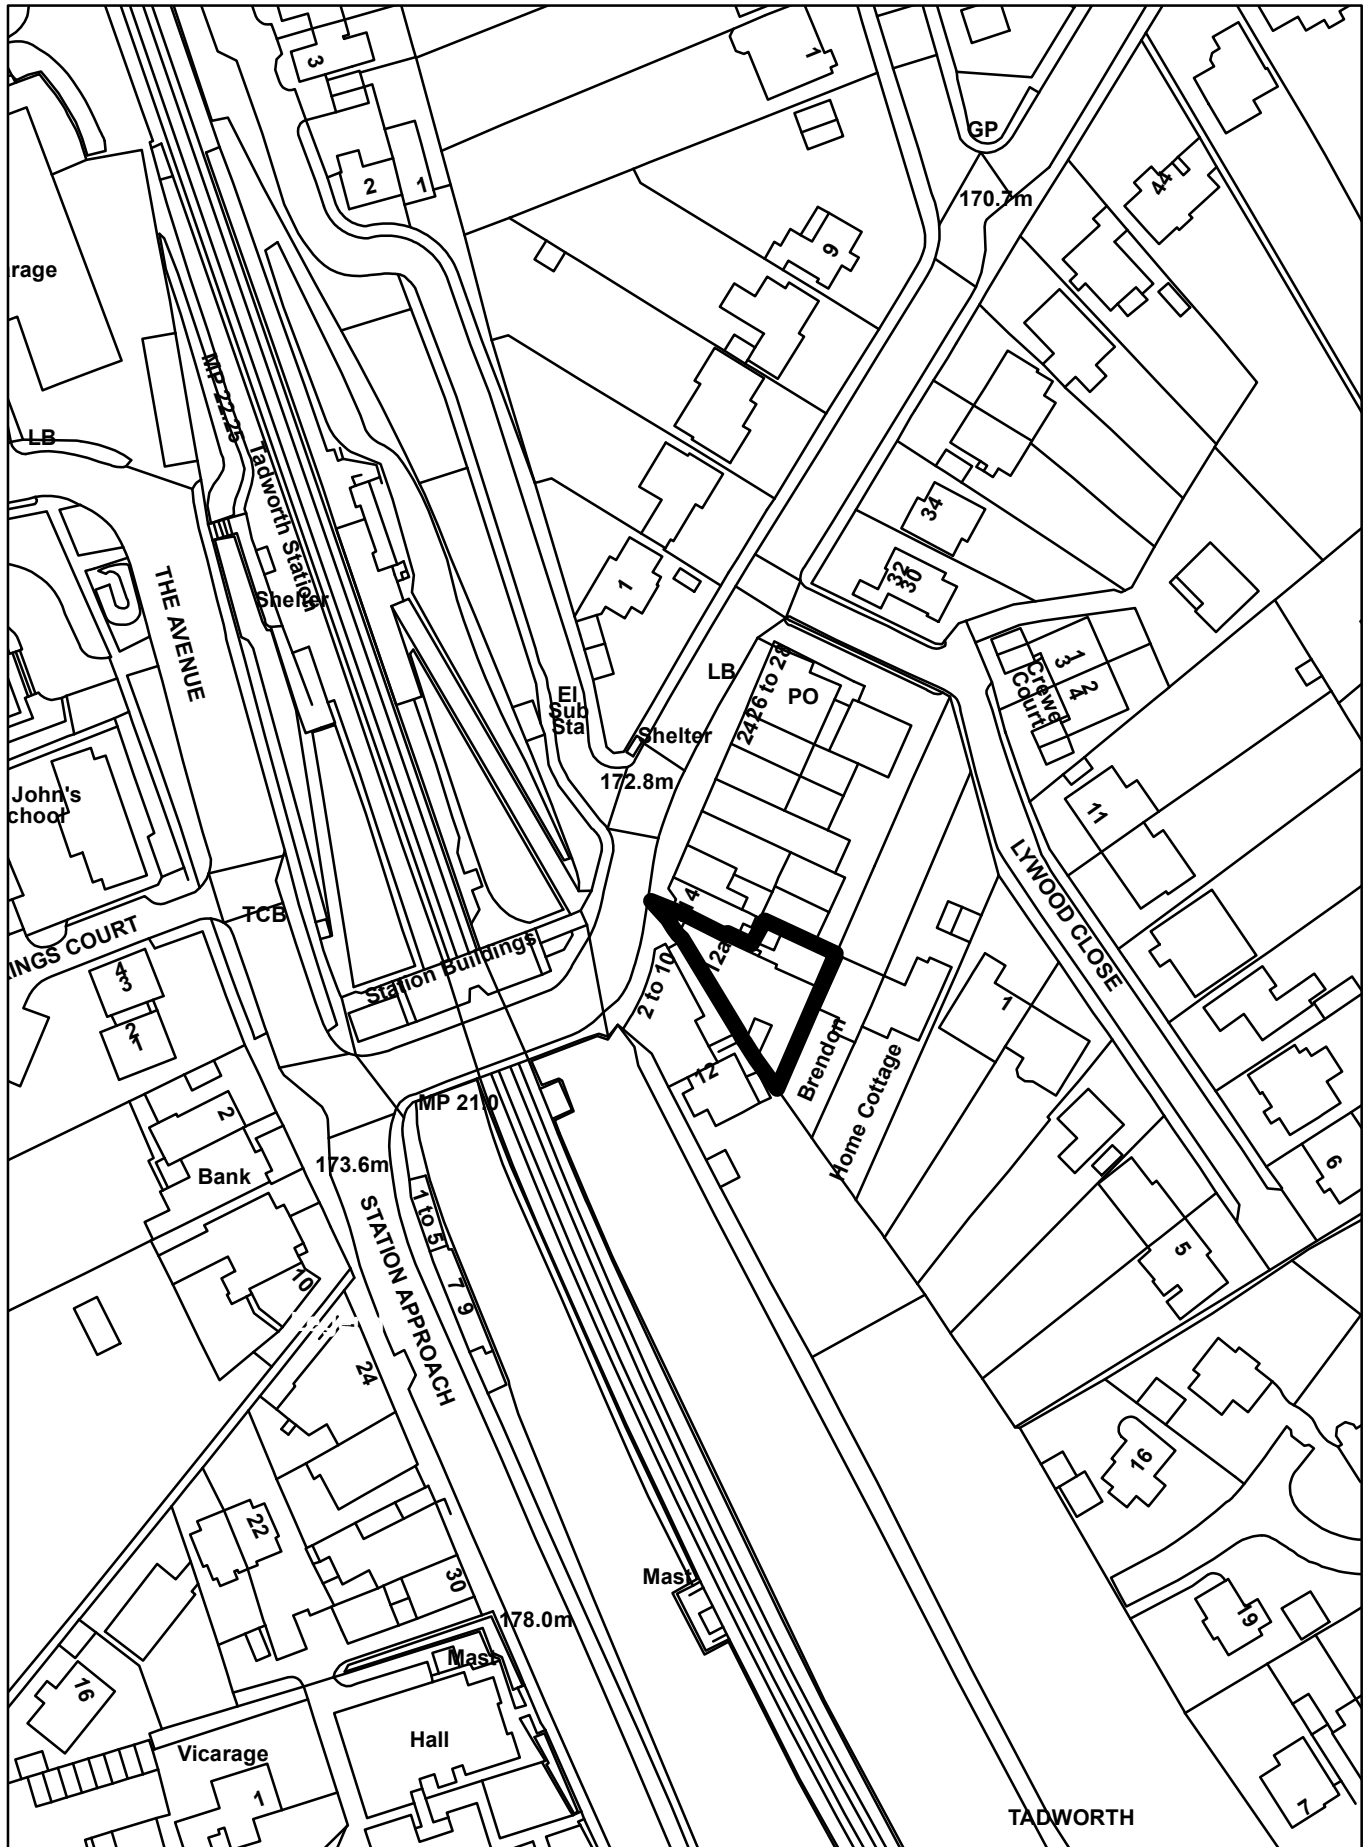 3
1
GP
2
1
44
170.7m
9
rage
MP 22.25
LB
Tadworth Station
34
32
30
1
Shelter
THE AVENUE
1
3
2
4
Crewe
Court
LB
El
Sub
Sta
26 to 28
24
PO
Shelter
172.8m
John's
chool
11
LYWOOD CLOSE
14
TCB
INGS COURT
Station Buildings
12a
2 to 10
4
3
2
1
1
Brendon
Home Cottage
12
MP 21.0
2
Bank
173.6m
1 to 5
6
STATION APPROACH
5
7
9
10
24
16
22
30
Mast
178.0m
19
Mast
16
Hall
Vicarage
1
7
TADWORTH